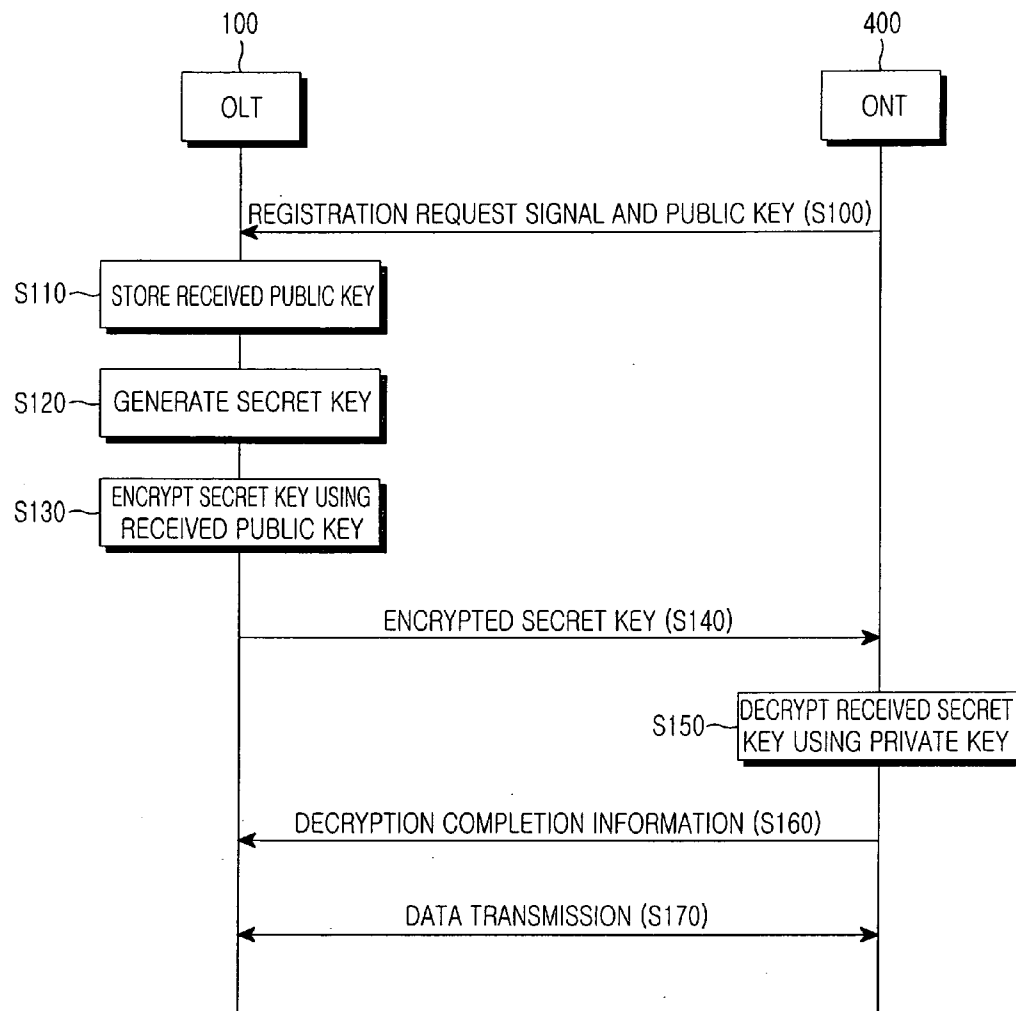 100
400
OLT
ONT
REGISTRATION REQUEST SIGNAL AND PUBLIC KEY (S100)
S110
STORE RECEIVED PUBLIC KEY
S120
GENERATE SECRET KEY
S130
ENCRYPT SECRET KEY USING
RECEIVED PUBLIC KEY
ENCRYPTED SECRET KEY (S140)
S150
DECRYPT RECEIVED SECRET
KEY USING PRIVATE KEY
DECRYPTION COMPLETION INFORMATION (S160)
DATA TRANSMISSION (S170)